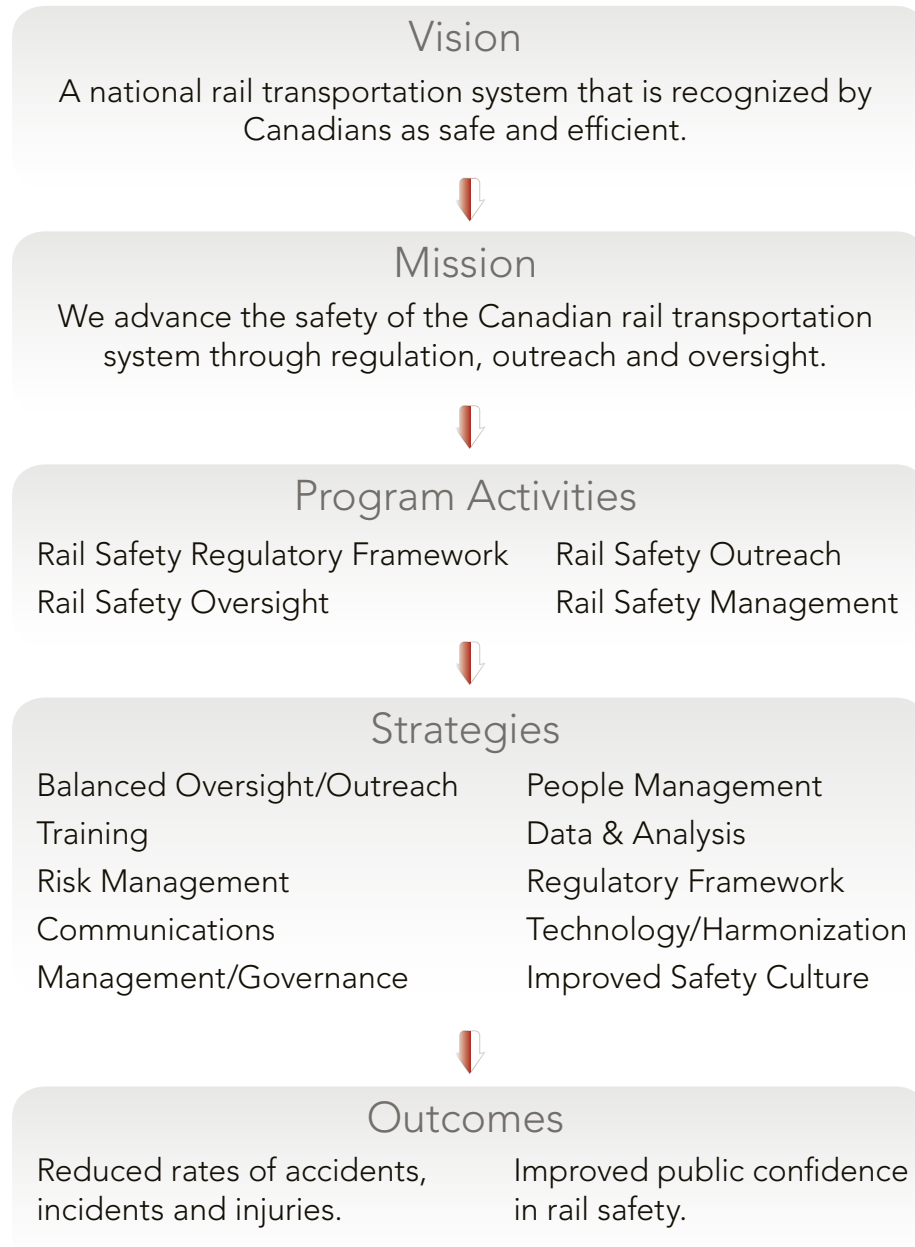 Vision
A national rail transportation system that is recognized by
Canadians as safe and efficient.
Mission
We advance the safety of the Canadian rail transportation
system through regulation, outreach and oversight.
Program Activities
Rail Safety Regulatory Framework
Rail Safety Oversight
Rail Safety Outreach
Rail Safety Management
Strategies
Balanced Oversight/Outreach
Training
Risk Management
Communications
Management/Governance
People Management
Data & Analysis
Regulatory Framework
Technology/Harmonization
Improved Safety Culture
Outcomes
Reduced rates of accidents,
incidents and injuries.
Improved public confidence
in rail safety.